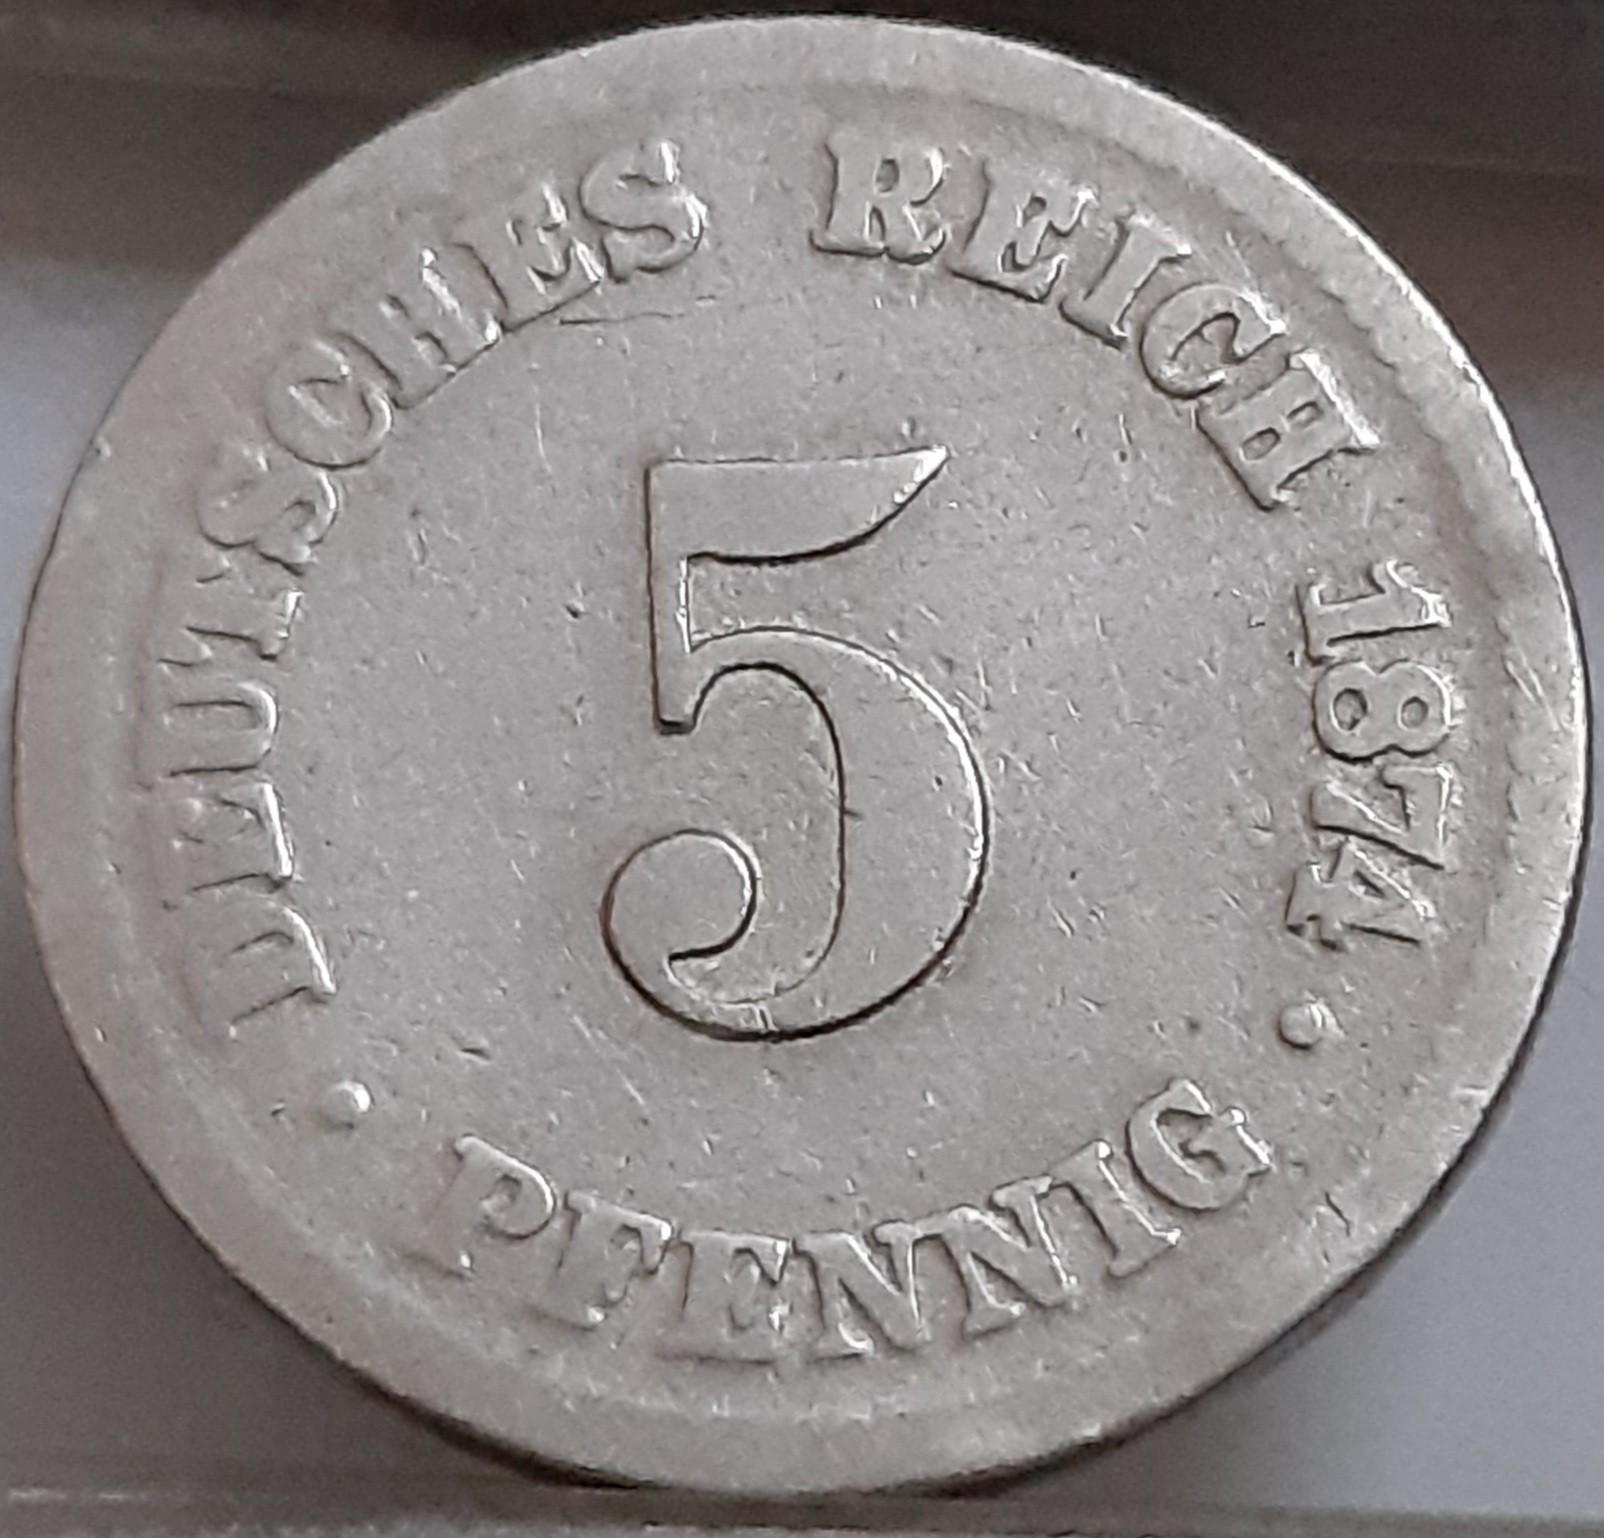 DEUTSCHES REICH 1874
5
• PFENNIG •